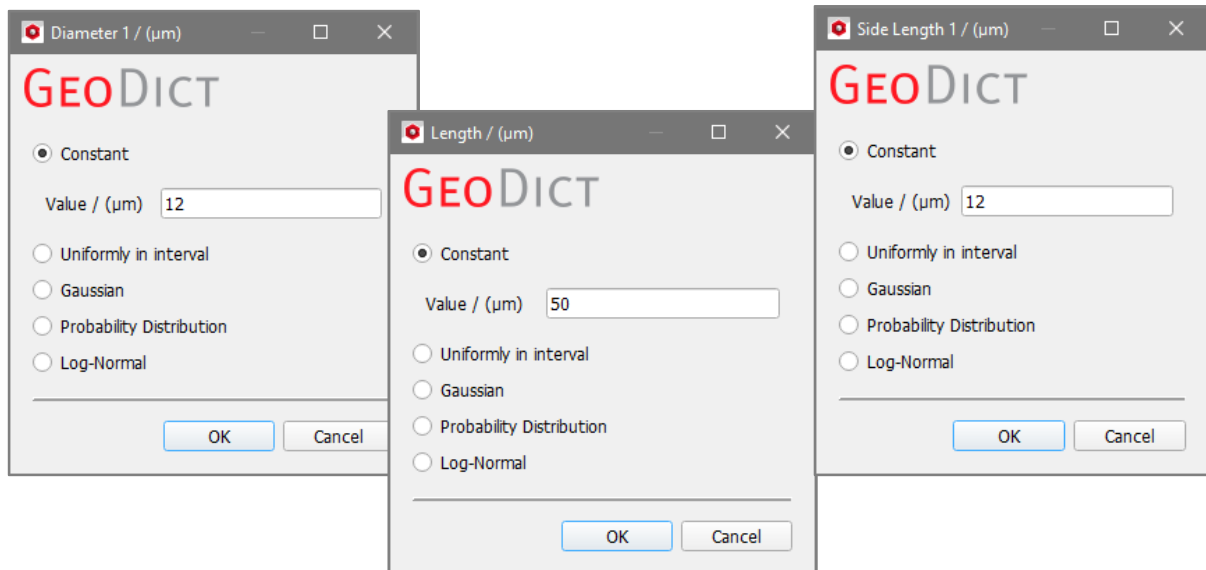 Diameter 1 / (µm)
GEODICT
Constant
Value / (µm) 12
Uniformly in interval
Gaussian
Probability Distribution
Log-Normal
OK Cancel
Length / (µm)
GEODICT
Constant
Value / (µm) 50
Uniformly in interval
Gaussian
Probability Distribution
Log-Normal
OK Cancel
Side Length 1 / (µm)
GEODICT
Constant
Value / (µm) 12
Uniformly in interval
Gaussian
Probability Distribution
Log-Normal
OK Cancel